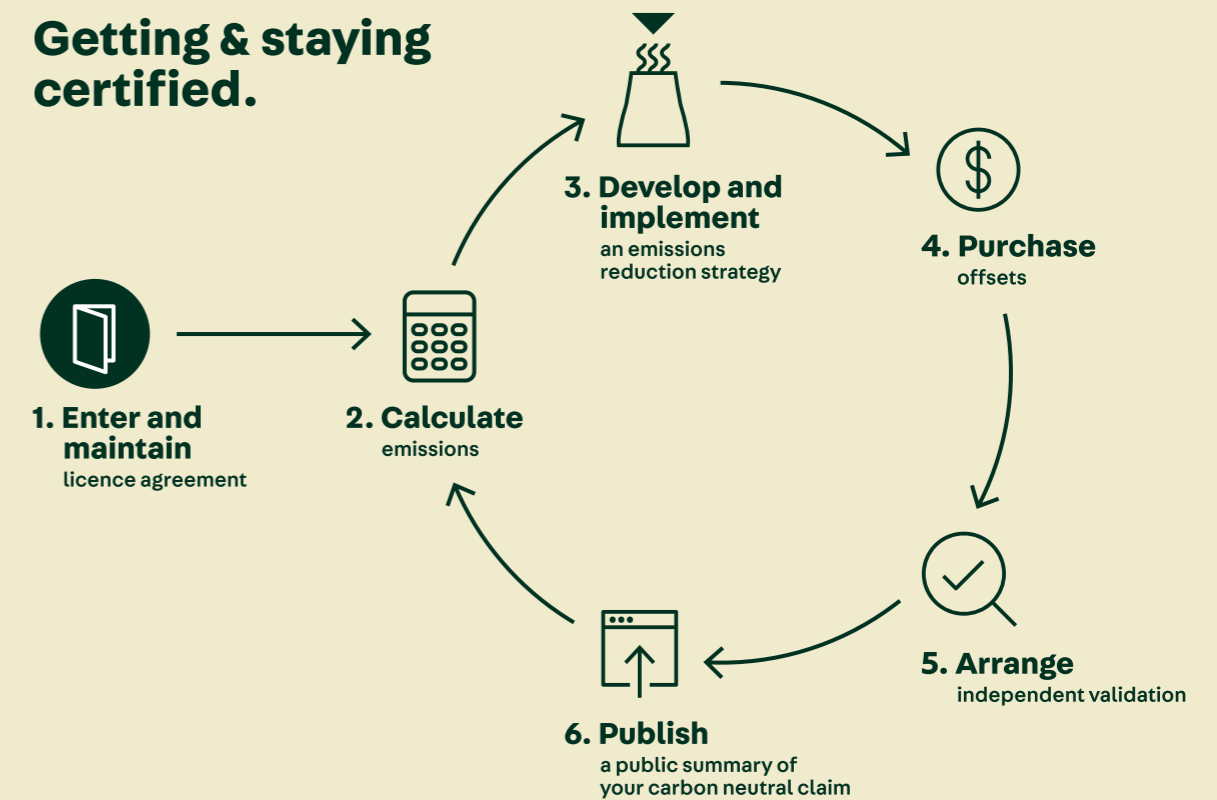 Getting & staying
certified.
1. Enter and
maintain
licence agreement
2. Calculate
emissions
3. Develop and
implement
an emissions
reduction strategy
$
4. Purchase
offsets
5. Arrange
independent validation
6. Publish
a public summary of
your carbon neutral claim